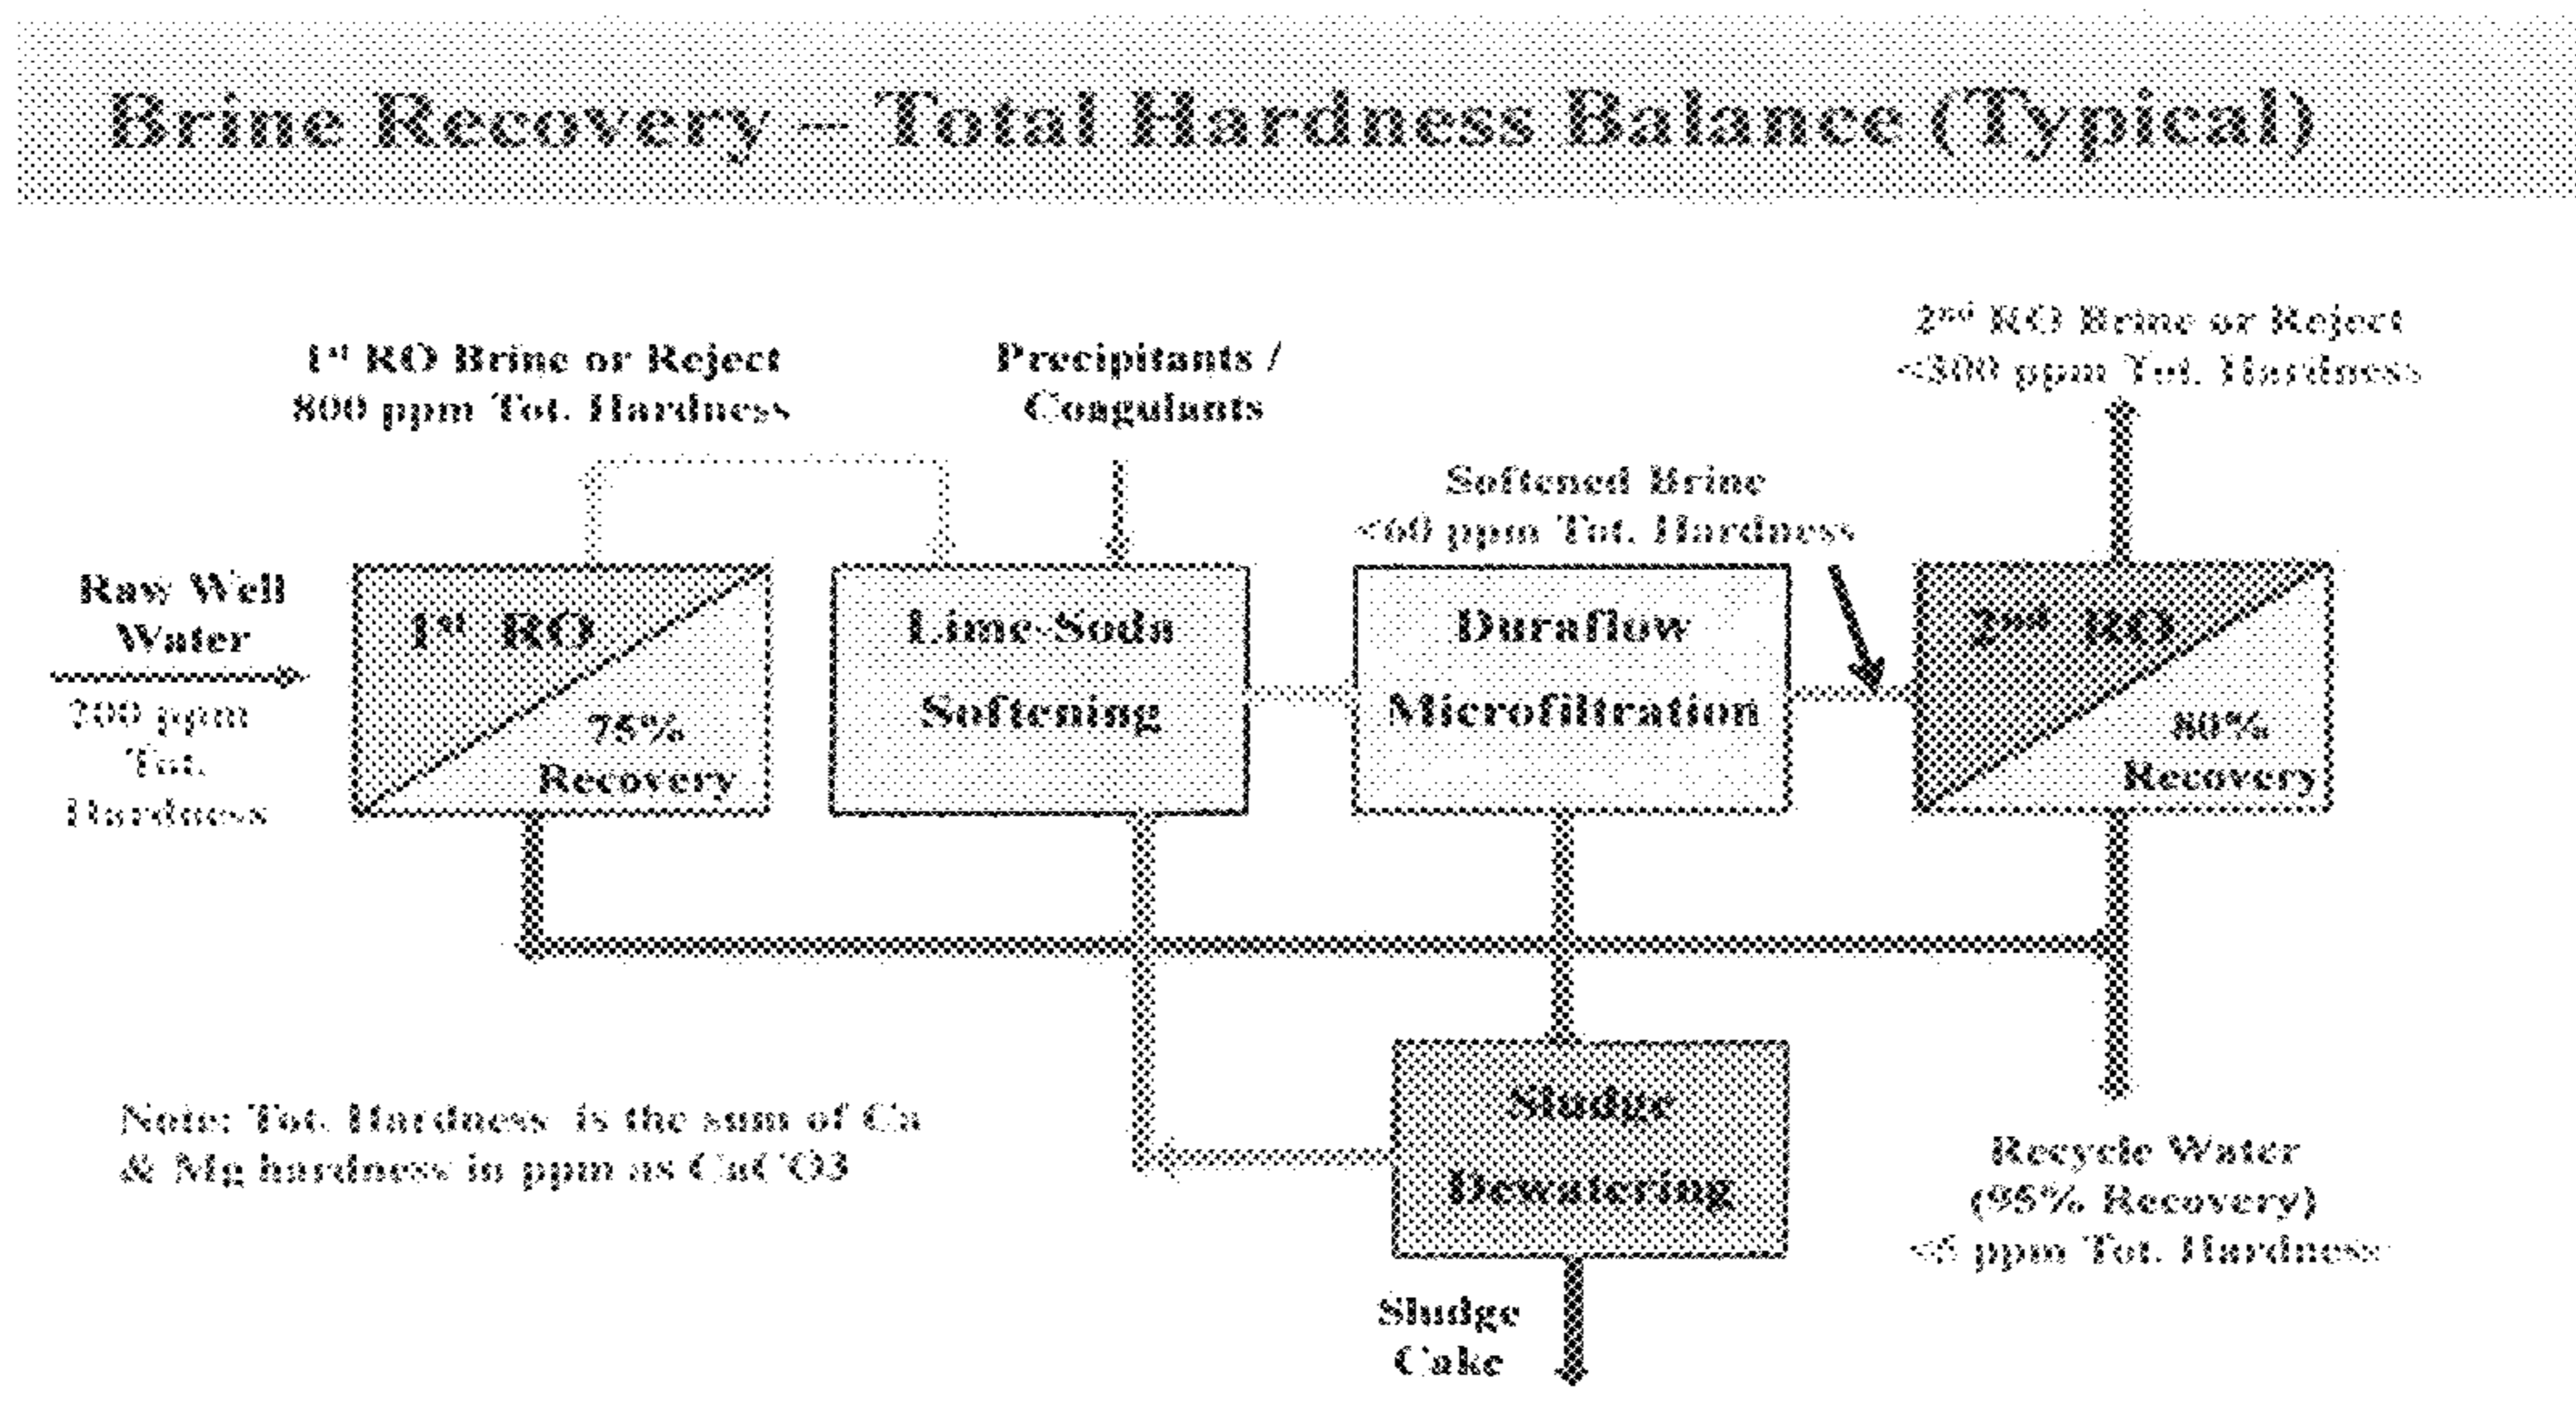 Brine Recovery – Total Hardness Balance (Typical)
1st RO Brine or Reject
800 ppm Tot. Hardness
Precipitants /
Coagulants
2nd RO Brine or Reject
<300 ppm Tot. Hardness
Softened Brine
<60 ppm Tot. Hardness
Raw Well
Water
200 ppm
Tot.
Hardness
1st RO
75%
Recovery
Lime-Soda
Softening
Duraflow
Microfiltration
2nd RO
80%
Recovery
Sludge
Dewatering
Note: Tot. Hardness is the sum of Ca
& Mg hardness in ppm as CaCO3
Recycle Water
(95% Recovery)
<5 ppm Tot. Hardness
Sludge
Cake